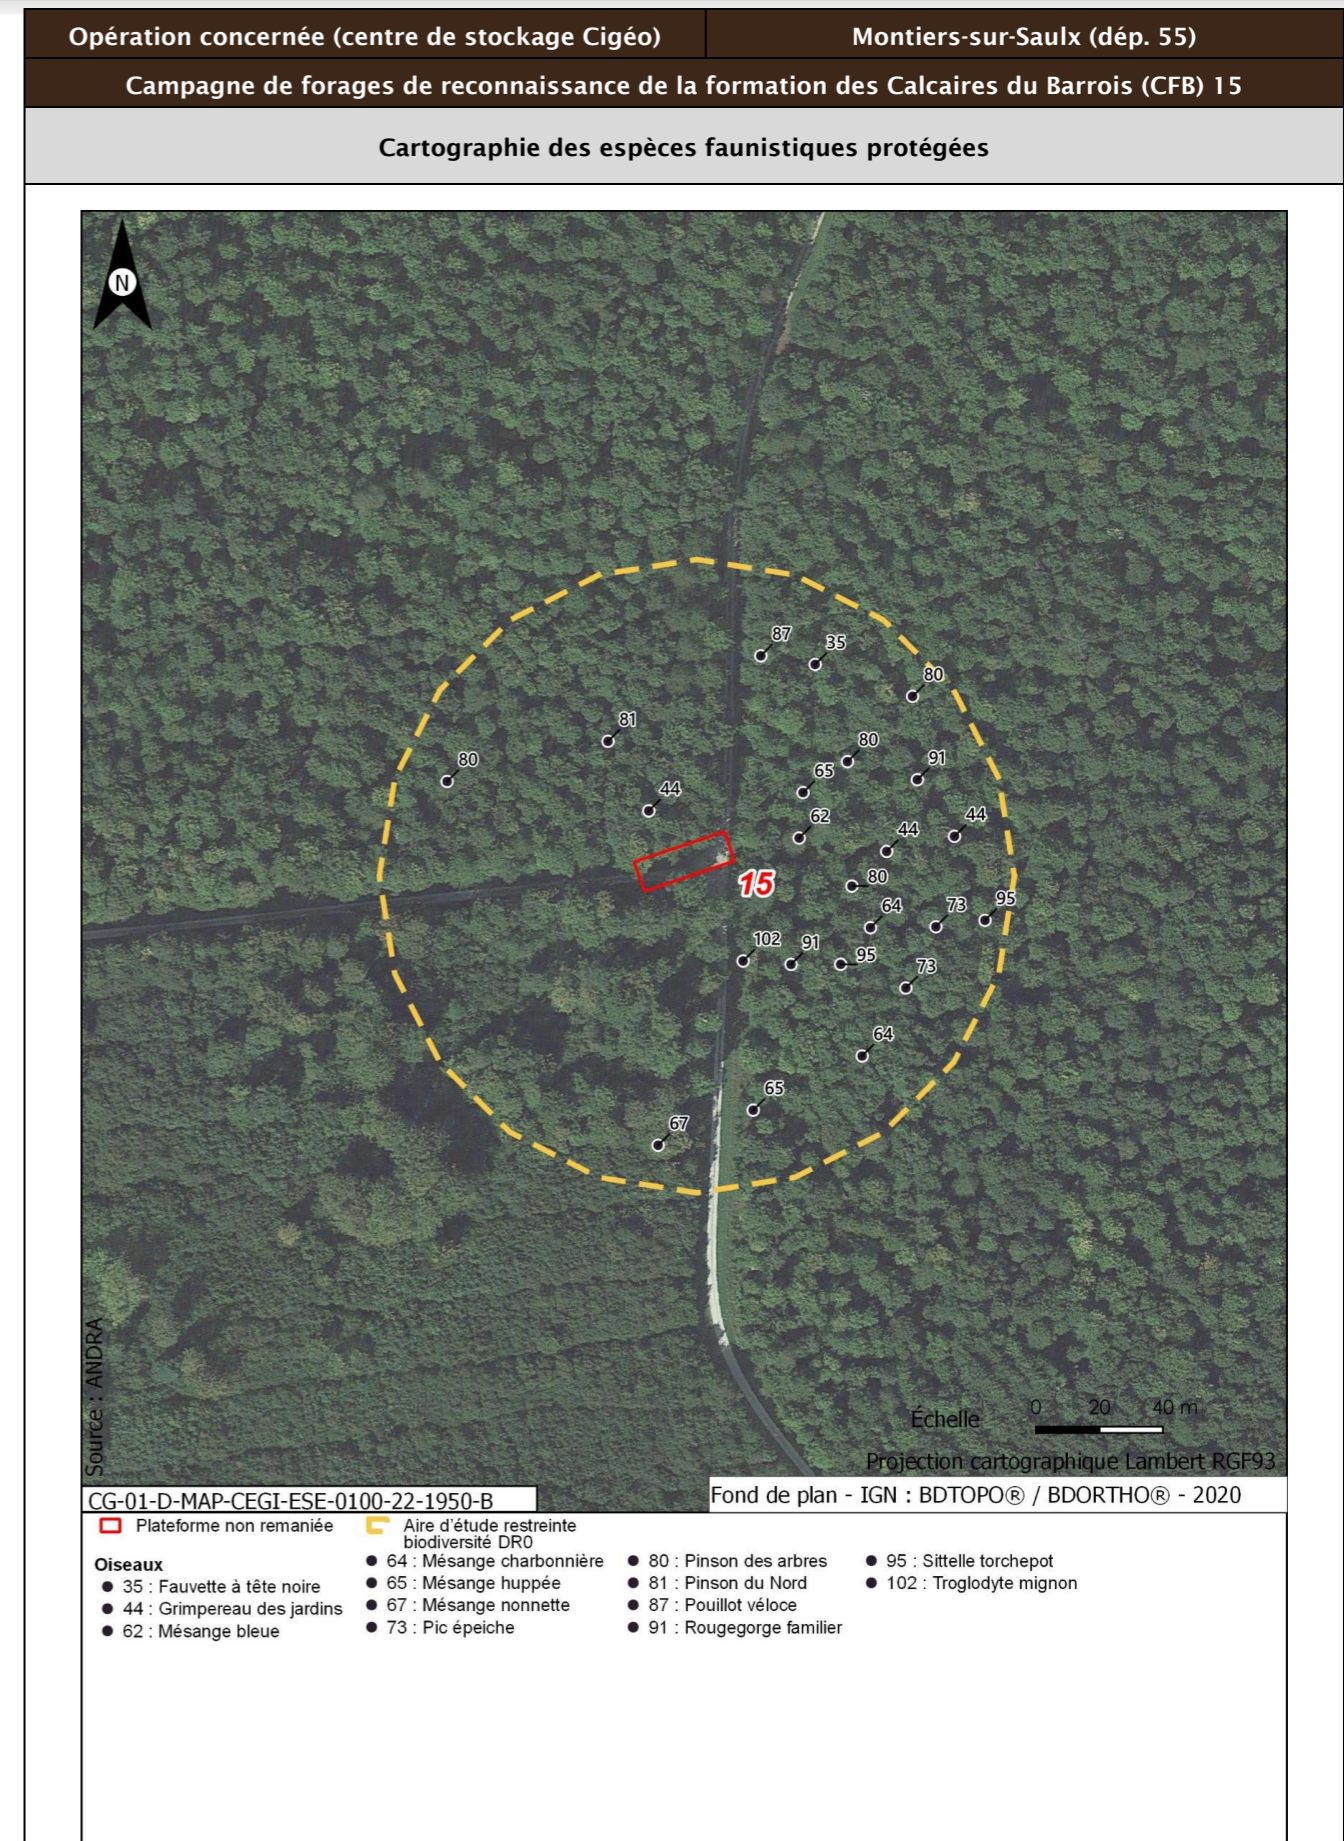 Opération concernée (centre de stockage Cigéo)
Montiers-sur-Saulx (dép. 55)
Campagne de forages de reconnaissance de la formation des Calcaires du Barrois (CFB) 15
Cartographie des espèces faunistiques protégées
N
87
35
80
81
80
80
91
65
44
62
44
44
15
80
64
73
95
102
91
95
73
64
65
67
Source : ANDRA
Échelle
0 20 40 m
Projection cartographique Lambert RGF93
CG-01-D-MAP-CEGI-ESE-0100-22-1950-B
Fond de plan - IGN : BDTOPO® / BDORTHO® - 2020
Plateforme non remaniée
Aire d'étude restreinte
biodiversité DR0
Oiseaux
35 : Fauvette à tête noire
44 : Grimpereau des jardins
62 : Mésange bleue
64 : Mésange charbonnière
65 : Mésange huppée
67 : Mésange nonnette
73 : Pic épeiche
80 : Pinson des arbres
81 : Pinson du Nord
87 : Pouillot véloce
91 : Rougegorge familier
95 : Sittelle torchepot
102 : Troglodyte mignon